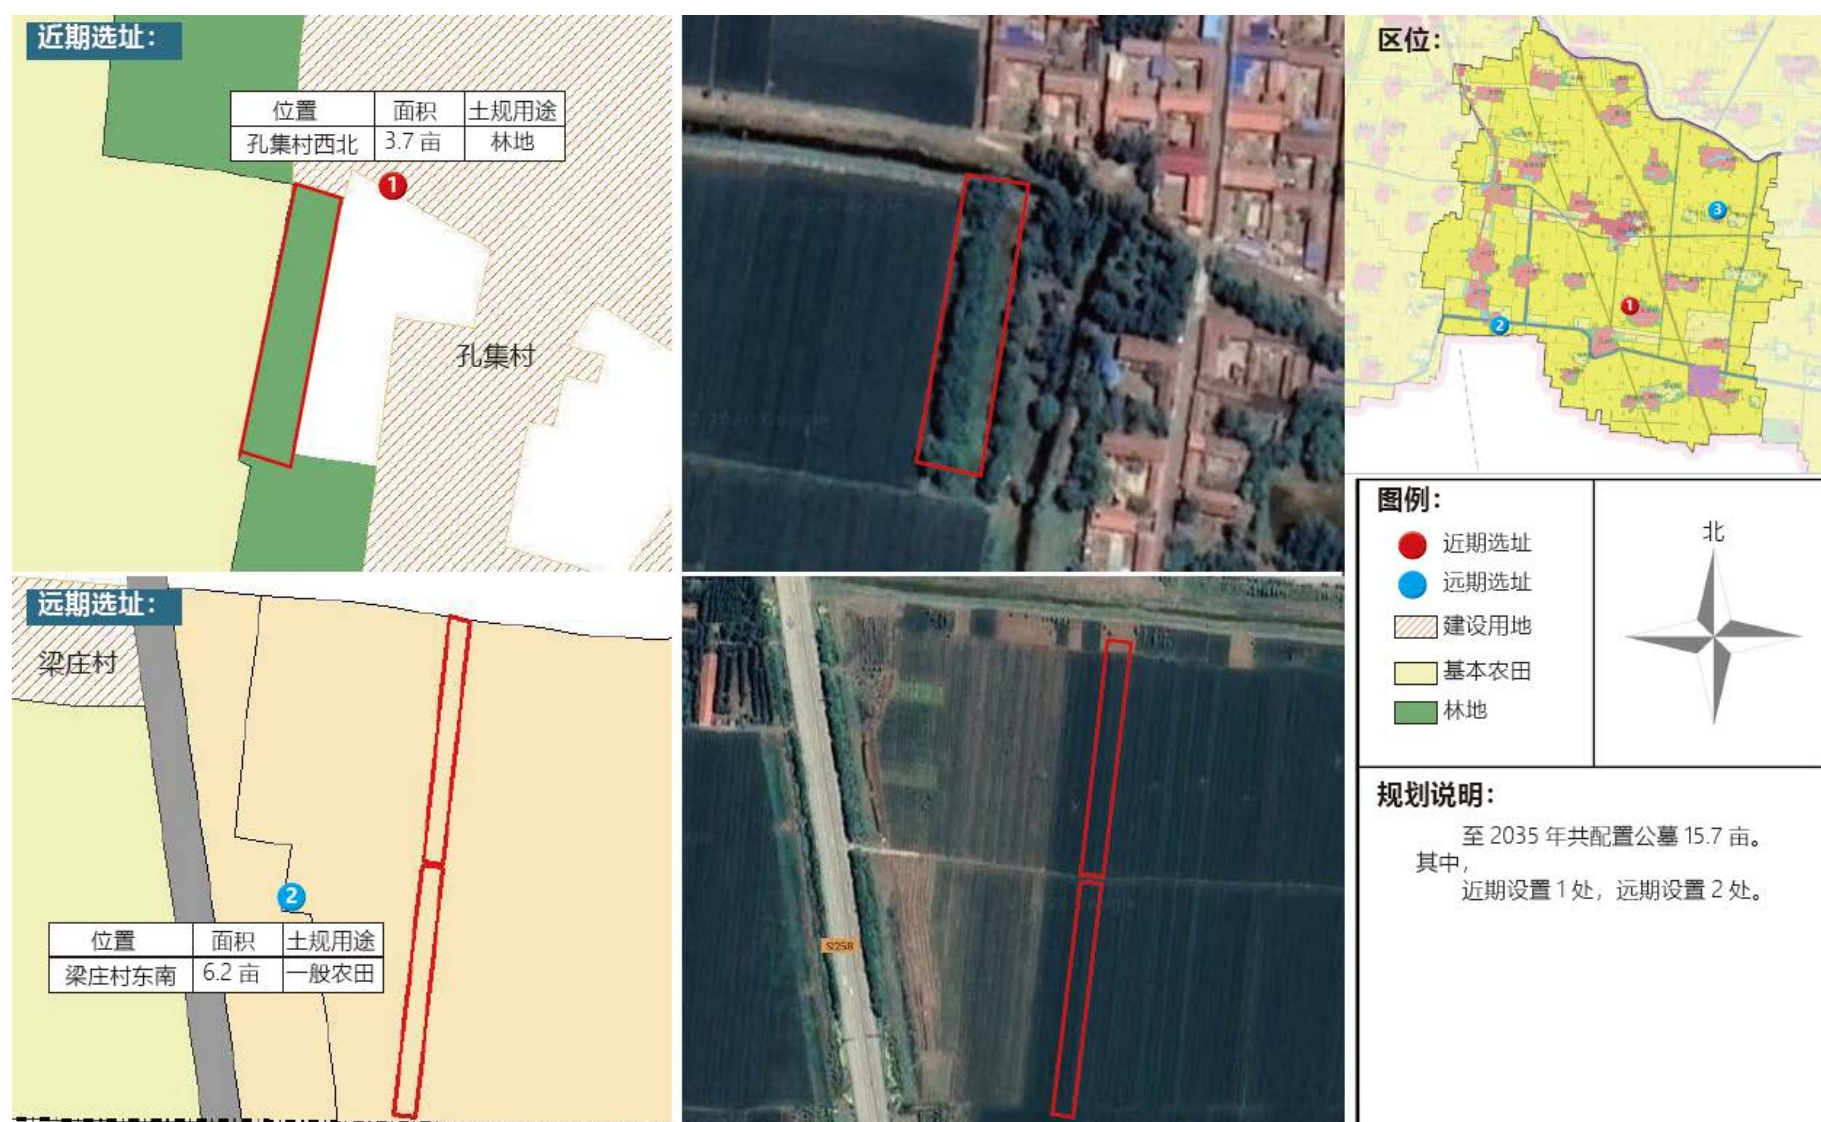 近期选址：
位置 面积 土规用途
孔集村西北 3.7 亩 林地
1
孔集村
区位：
3
1
2
远期选址：
梁庄村
2
位置 面积 土规用途
梁庄村东南 6.2 亩 一般农田
S258
图例：
近期选址
远期选址
建设用地
基本农田
林地
北
规划说明：
至 2035 年共配置公墓 15.7 亩。
其中，
近期设置 1 处，远期设置 2 处。